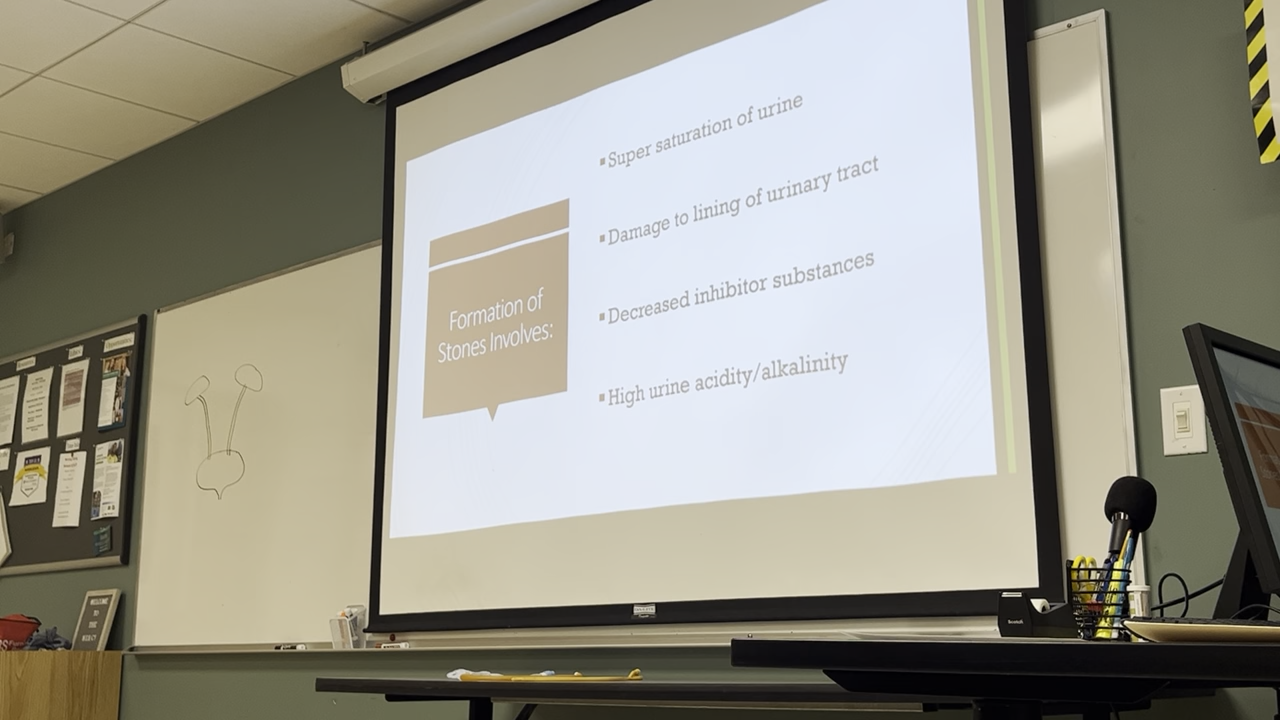 Formation of
Stones Involves:
▪Super saturation of urine
▪Damage to lining of urinary tract
▪Decreased inhibitor substances
▪High urine acidity/alkalinity
WELCOME